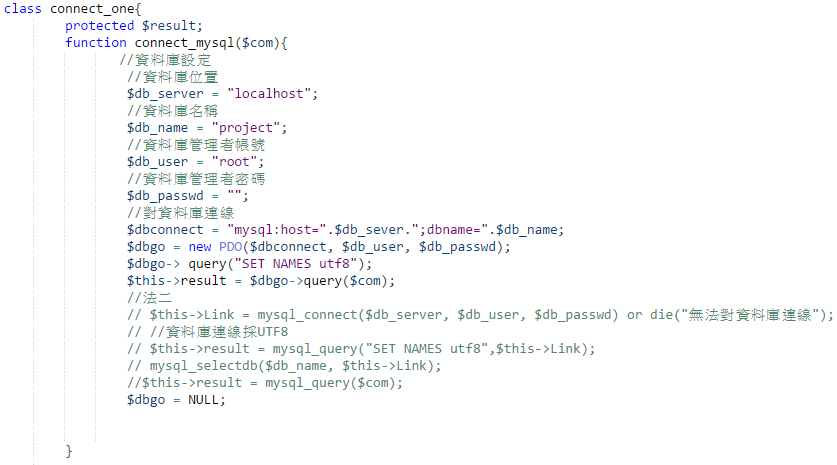 class connect_one{
protected $result;
function connect_mysql($com){
//資料庫設定
//資料庫位置
$db_server = "localhost";
//資料庫名稱
$db_name = "project";
//資料庫管理者帳號
$db_user = "root";
//資料庫管理者密碼
$db_passwd = "";
//對資料庫連線
$dbconnect = "mysql:host=".$db_sever.";dbname=".$db_name;
$dbgo = new PDO($dbconnect, $db_user, $db_passwd);
$dbgo-> query("SET NAMES utf8");
$this->result = $dbgo->query($com);
//法二
// $this->Link = mysql_connect($db_server, $db_user, $db_passwd) or die("無法對資料庫連線");
// //資料庫連線採UTF8
// $this->result = mysql_query("SET NAMES utf8",$this->Link);
// mysql_selectdb($db_name, $this->Link);
//$this->result = mysql_query($com);
$dbgo = NULL;
}